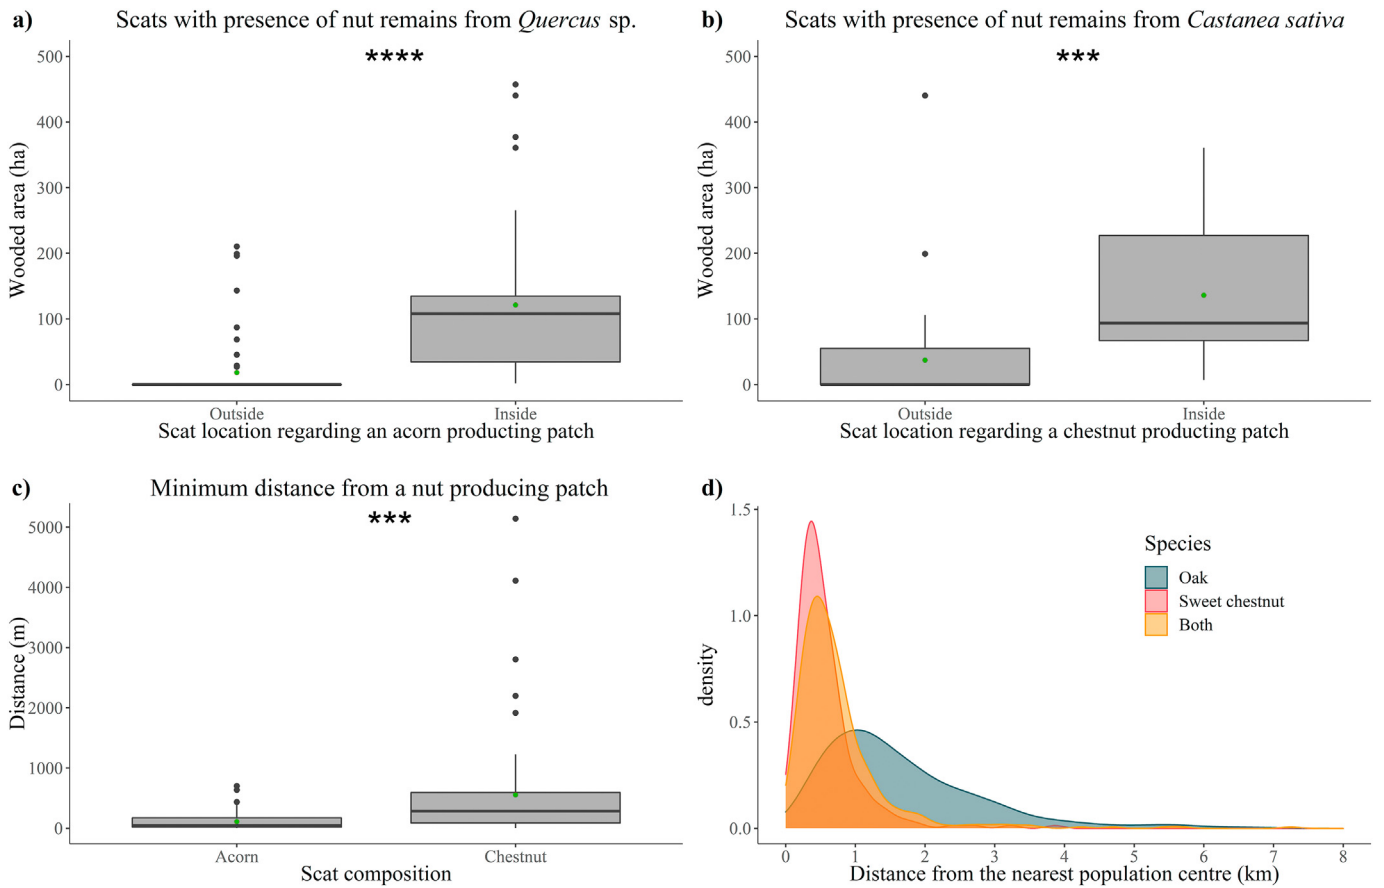 a) Scats with presence of nut remains from Quercus sp.
****
500
400
300
200
100
0
Wooded area (ha)
Outside Inside
Scat location regarding an acorn producting patch
b) Scats with presence of nut remains from Castanea sativa
***
500
400
300
200
100
0
Wooded area (ha)
Outside Inside
Scat location regarding a chestnut producting patch
c) Minimum distance from a nut producing patch
***
5000
4000
3000
2000
1000
0
Distance (m)
Acorn Chestnut
Scat composition
d)
1.5
1.0
0.5
0.0
density
Species
Oak
Sweet chestnut
Both
0 1 2 3 4 5 6 7 8
Distance from the nearest population centre (km)